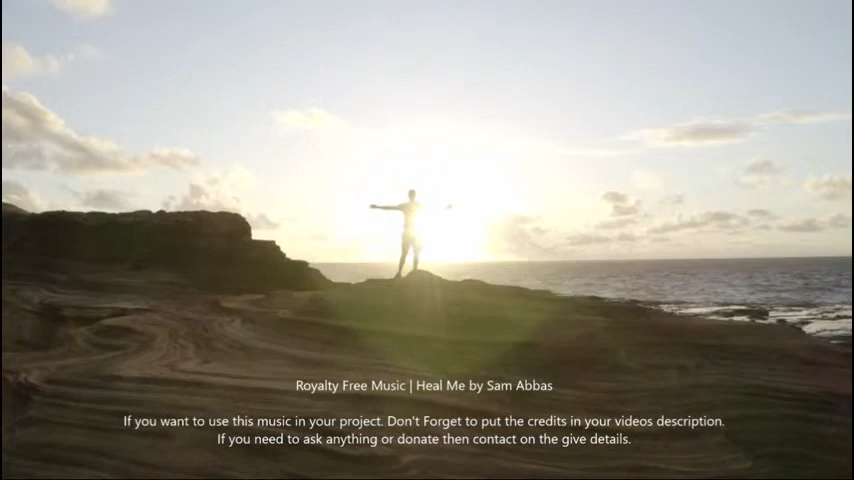 Royalty Free Music | Heal Me by Sam Abbas
If you want to use this music in your project. Don't Forget to put the credits in your videos description.
If you need to ask anything or donate then contact on the give details.